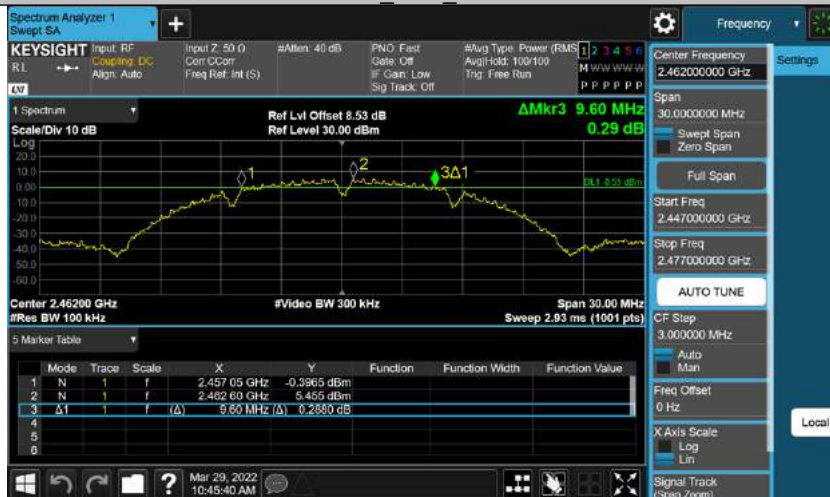 Spectrum Analyzer 1
Swept SA
+
Frequency
KEYSIGHT Input: RF Input Z: 50 Ω #Atten: 40 dB PNO: Fast #Avg Type: Power (RMS 1 2 3 4 5 6
RL Coupling: DC Corr CCorr Gate: Off Avg|Hold: 100/100 M W W W W W
Align: Auto Freq Ref: Int (S) IF Gain: Low Trig: Free Run
LXI Sig Track: Off P P P P P P
Center Frequency
2.462000000 GHz
Settings
1 Spectrum Ref Lvl Offset 8.53 dB ΔMkr3 9.60 MHz
Scale/Div 10 dB Ref Level 30.00 dBm 0.29 dB
Span
30.0000000 MHz
Swept Span
Zero Span
Log
20.0
10.0
0.00
-10.0
-20.0
-30.0
-40.0
-50.0
-60.0
1
2
3Δ1
DL1 -0.55 dBm
Full Span
Start Freq
2.447000000 GHz
Stop Freq
2.477000000 GHz
AUTO TUNE
Center 2.46200 GHz #Video BW 300 kHz Span 30.00 MHz
#Res BW 100 kHz Sweep 2.93 ms (1001 pts)
CF Step
3.000000 MHz
Auto
Man
5 Marker Table
Mode Trace Scale X Y Function Function Width Function Value
1 N 1 f 2.457 05 GHz -0.3965 dBm
2 N 1 f 2.462 60 GHz 5.455 dBm
3 Δ1 1 f (Δ) 9.60 MHz (Δ) 0.2880 dB
4
5
6
Freq Offset
0 Hz
Local
X Axis Scale
Log
Lin
Signal Track
(Span Zoom)
? Mar 29, 2022
10:45:40 AM